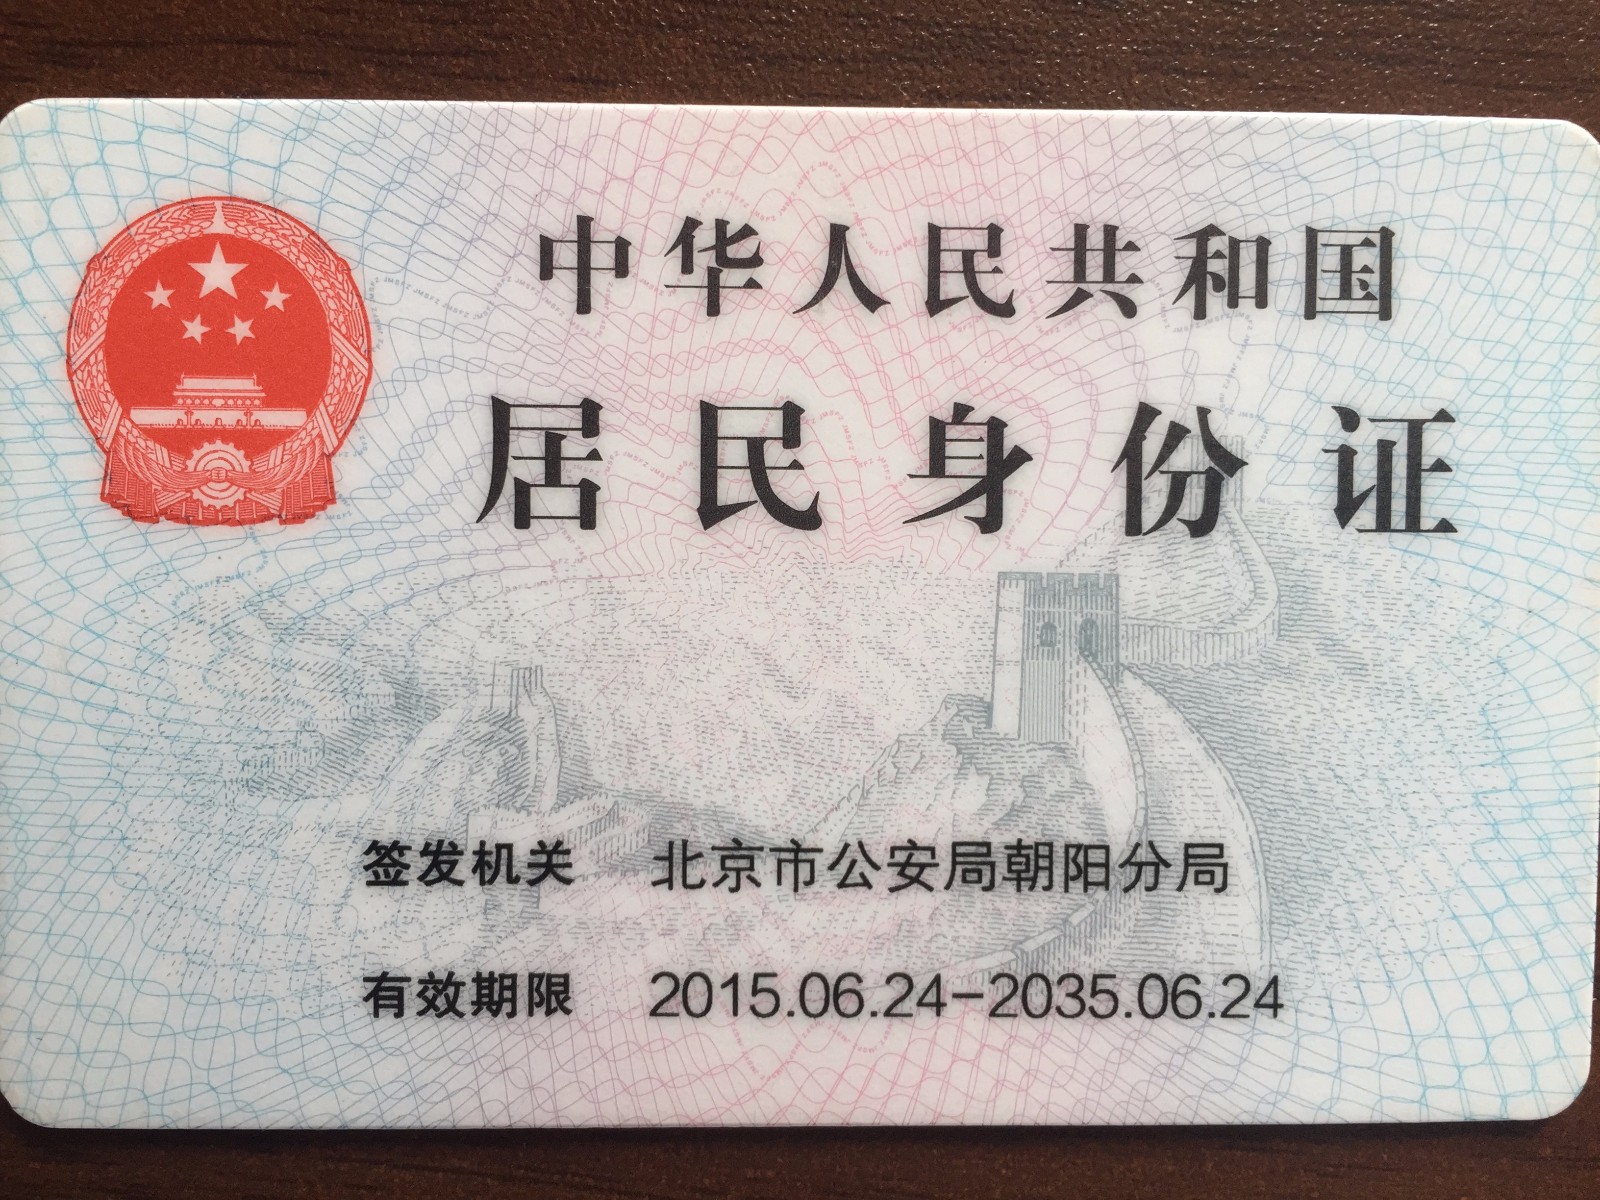 中华人民共和国
居民身份证
签发机关 北京市公安局朝阳分局
有效期限 2015.06.24-2035.06.24